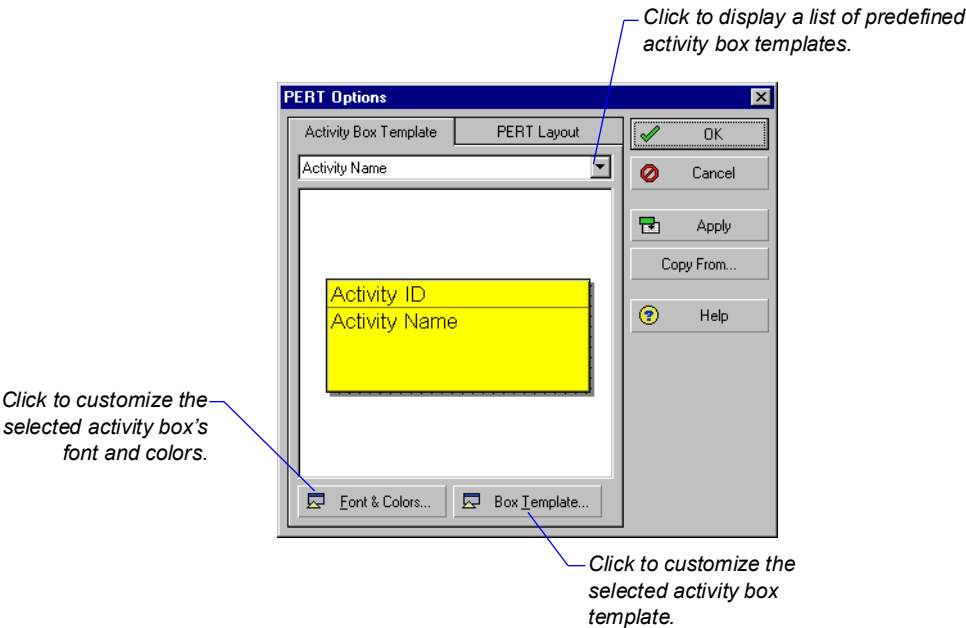 Click to display a list of predefined
activity box templates.
PERT Options
Activity Box Template
PERT Layout
OK
Activity Name
Cancel
Apply
Copy From...
Activity ID
Activity Name
Help
Click to customize the
selected activity box's
font and colors.
Font & Colors...
Box Template...
Click to customize the
selected activity box
template.